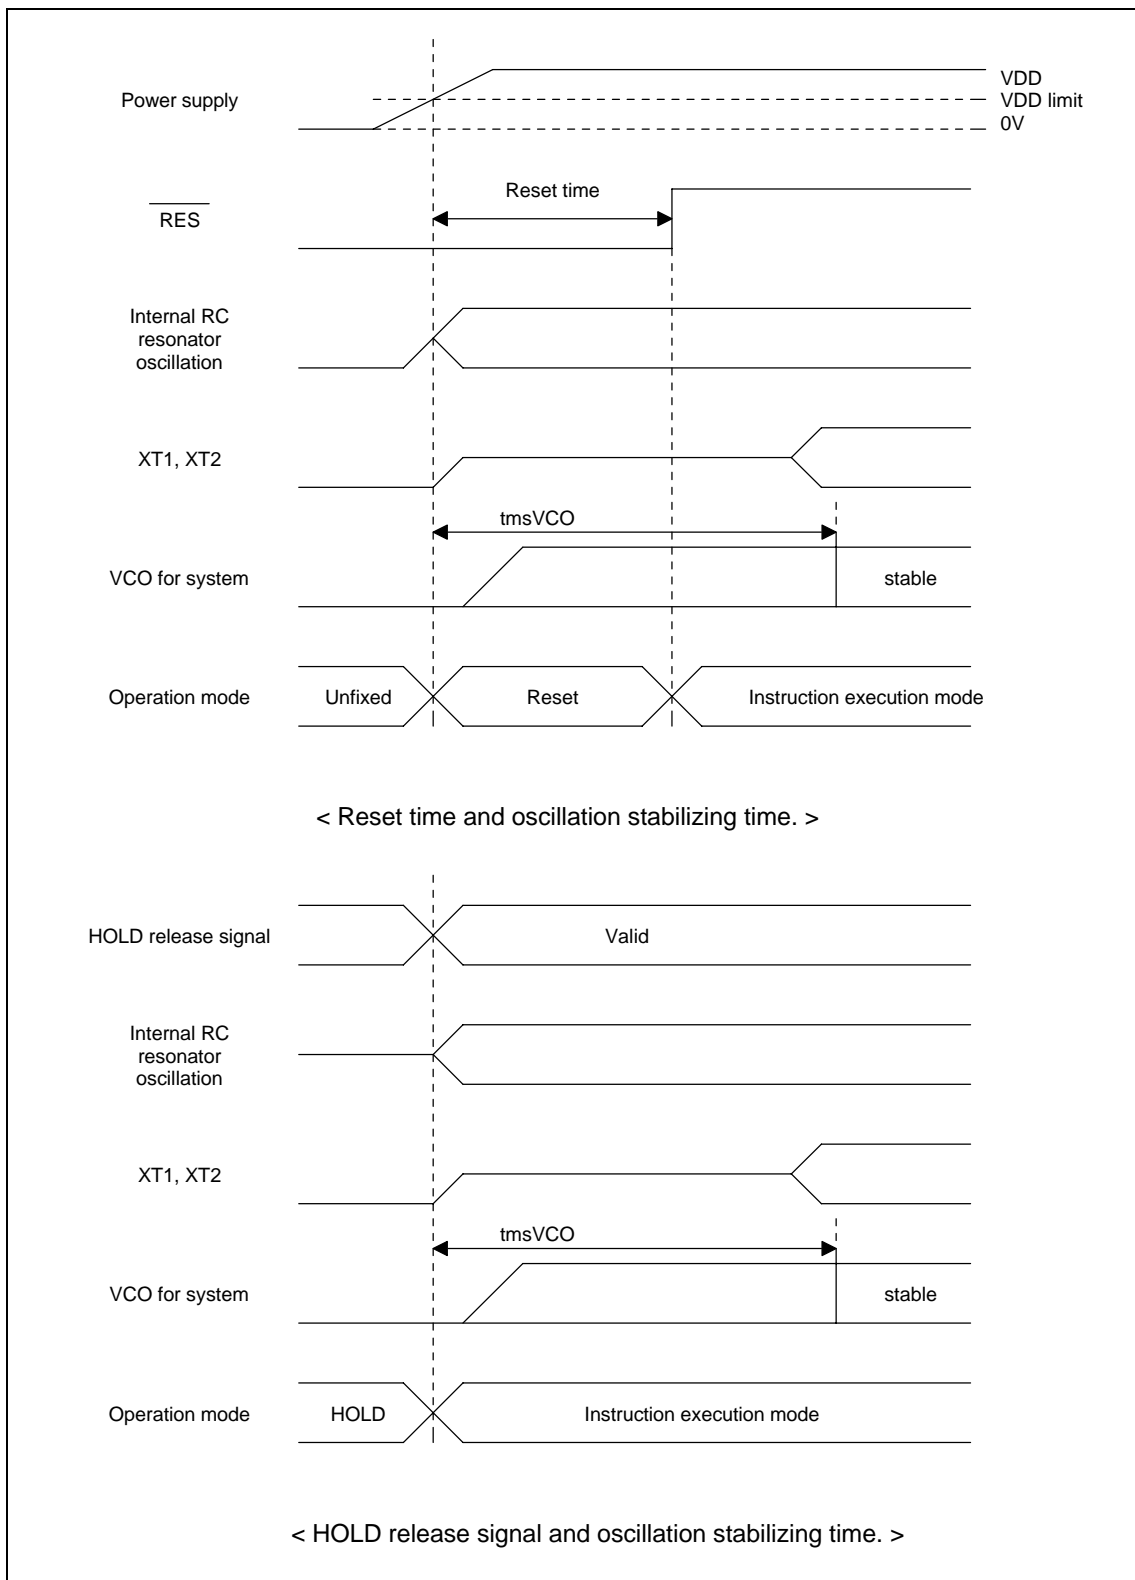 Power supply
VDD
VDD limit
0V
RES
Reset time
Internal RC
resonator
oscillation
XT1, XT2
tmsVCO
VCO for system
stable
Operation mode
Unfixed
Reset
Instruction execution mode
< Reset time and oscillation stabilizing time. >
HOLD release signal
Valid
Internal RC
resonator
oscillation
XT1, XT2
tmsVCO
VCO for system
stable
Operation mode
HOLD
Instruction execution mode
< HOLD release signal and oscillation stabilizing time. >